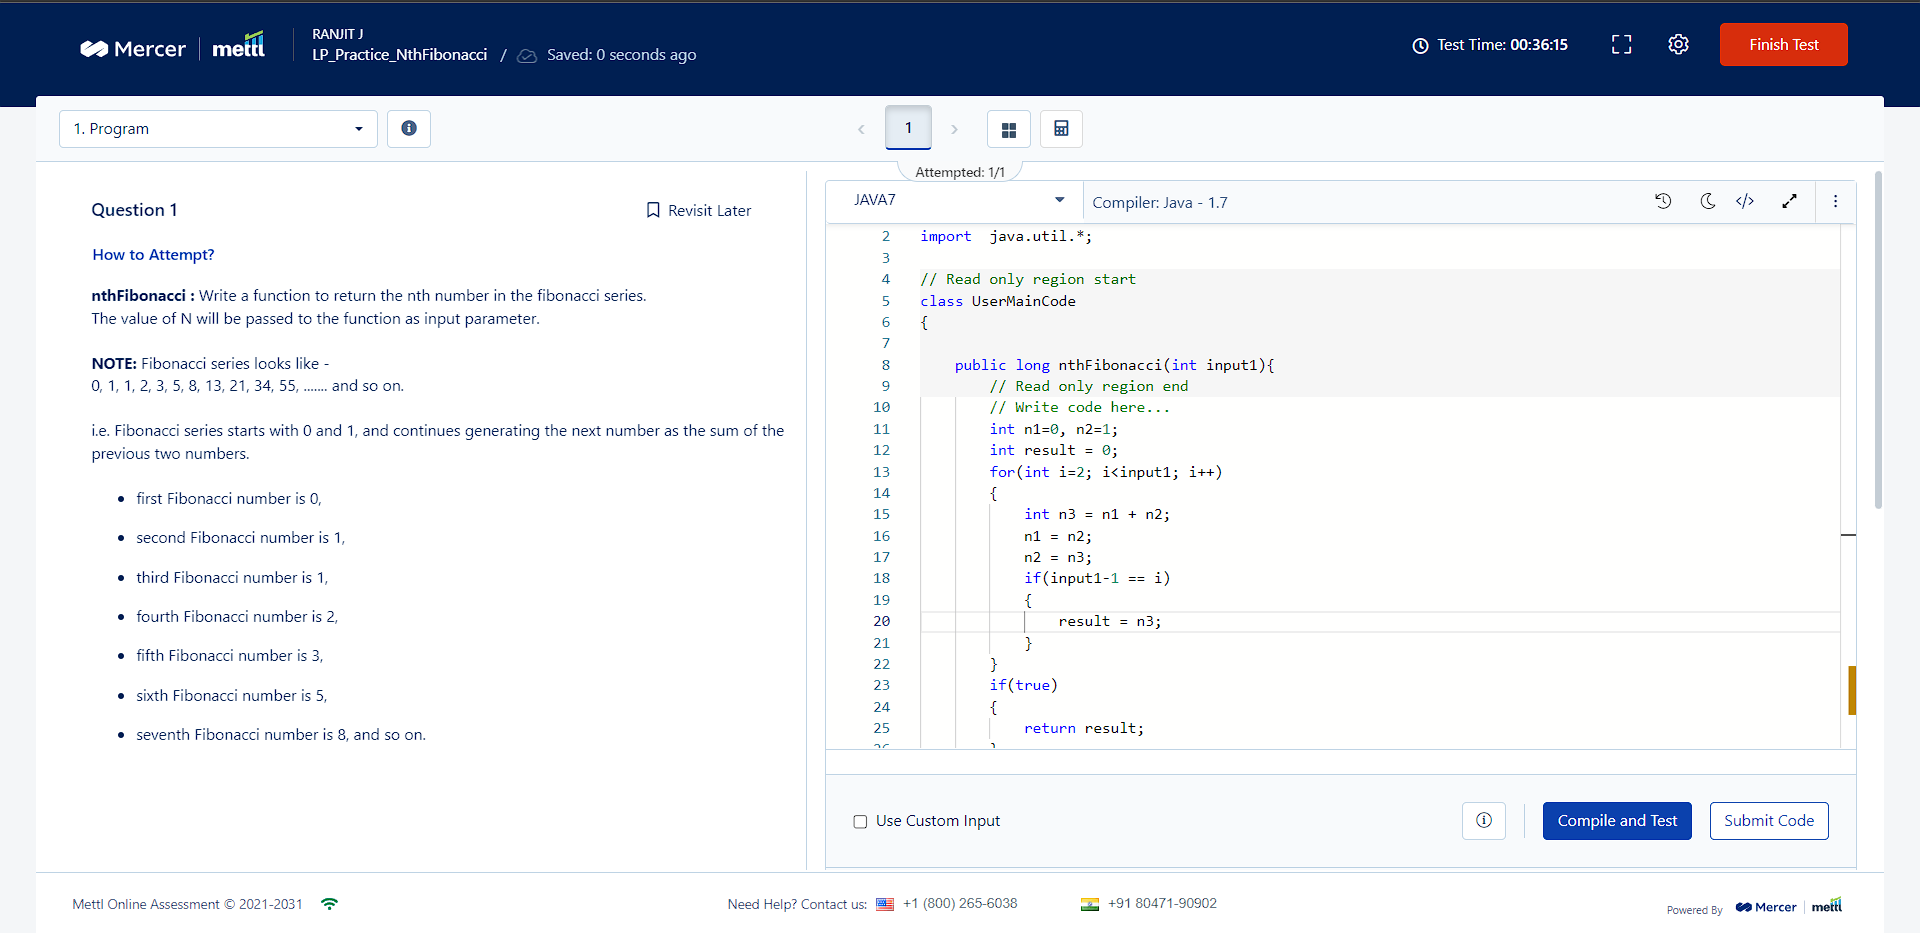 Mercer | mettl
RANJIT J
LP_Practice_NthFibonacci / Saved: 0 seconds ago
Test Time: 00:36:15
Finish Test
1. Program
1
Attempted: 1/1
Question 1
Revisit Later
How to Attempt?
nthFibonacci : Write a function to return the nth number in the fibonacci series.
The value of N will be passed to the function as input parameter.
NOTE: Fibonacci series looks like -
0, 1, 1, 2, 3, 5, 8, 13, 21, 34, 55, ....... and so on.
i.e. Fibonacci series starts with 0 and 1, and continues generating the next number as the sum of the
previous two numbers.
• first Fibonacci number is 0,
• second Fibonacci number is 1,
• third Fibonacci number is 1,
• fourth Fibonacci number is 2,
• fifth Fibonacci number is 3,
• sixth Fibonacci number is 5,
• seventh Fibonacci number is 8, and so on.
JAVA7
Compiler: Java - 1.7
2 import  java.util.*;
3
4 // Read only region start
5 class UserMainCode
6 {
7
8     public long nthFibonacci(int input1){
9         // Read only region end
10         // Write code here...
11         int n1=0, n2=1;
12         int result = 0;
13         for(int i=2; i<input1; i++)
14         {
15             int n3 = n1 + n2;
16             n1 = n2;
17             n2 = n3;
18             if(input1-1 == i)
19             {
20                 result = n3;
21             }
22         }
23         if(true)
24         {
25             return result;
26         }
Use Custom Input
Compile and Test
Submit Code
Mettl Online Assessment © 2021-2031
Need Help? Contact us: +1 (800) 265-6038
+91 80471-90902
Powered By Mercer | mettl